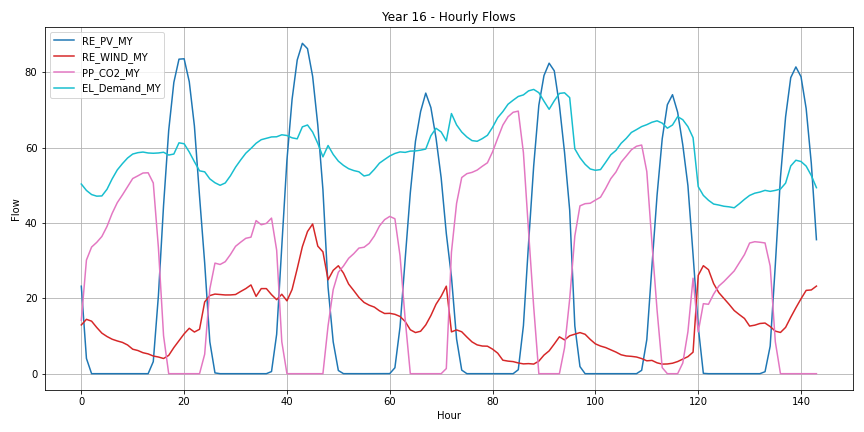 Year 16 - Hourly Flows
RE_PV_MY
RE_WIND_MY
PP_CO2_MY
EL_Demand_MY
80
60
40
20
0
Flow
0 20 40 60 80 100 120 140
Hour